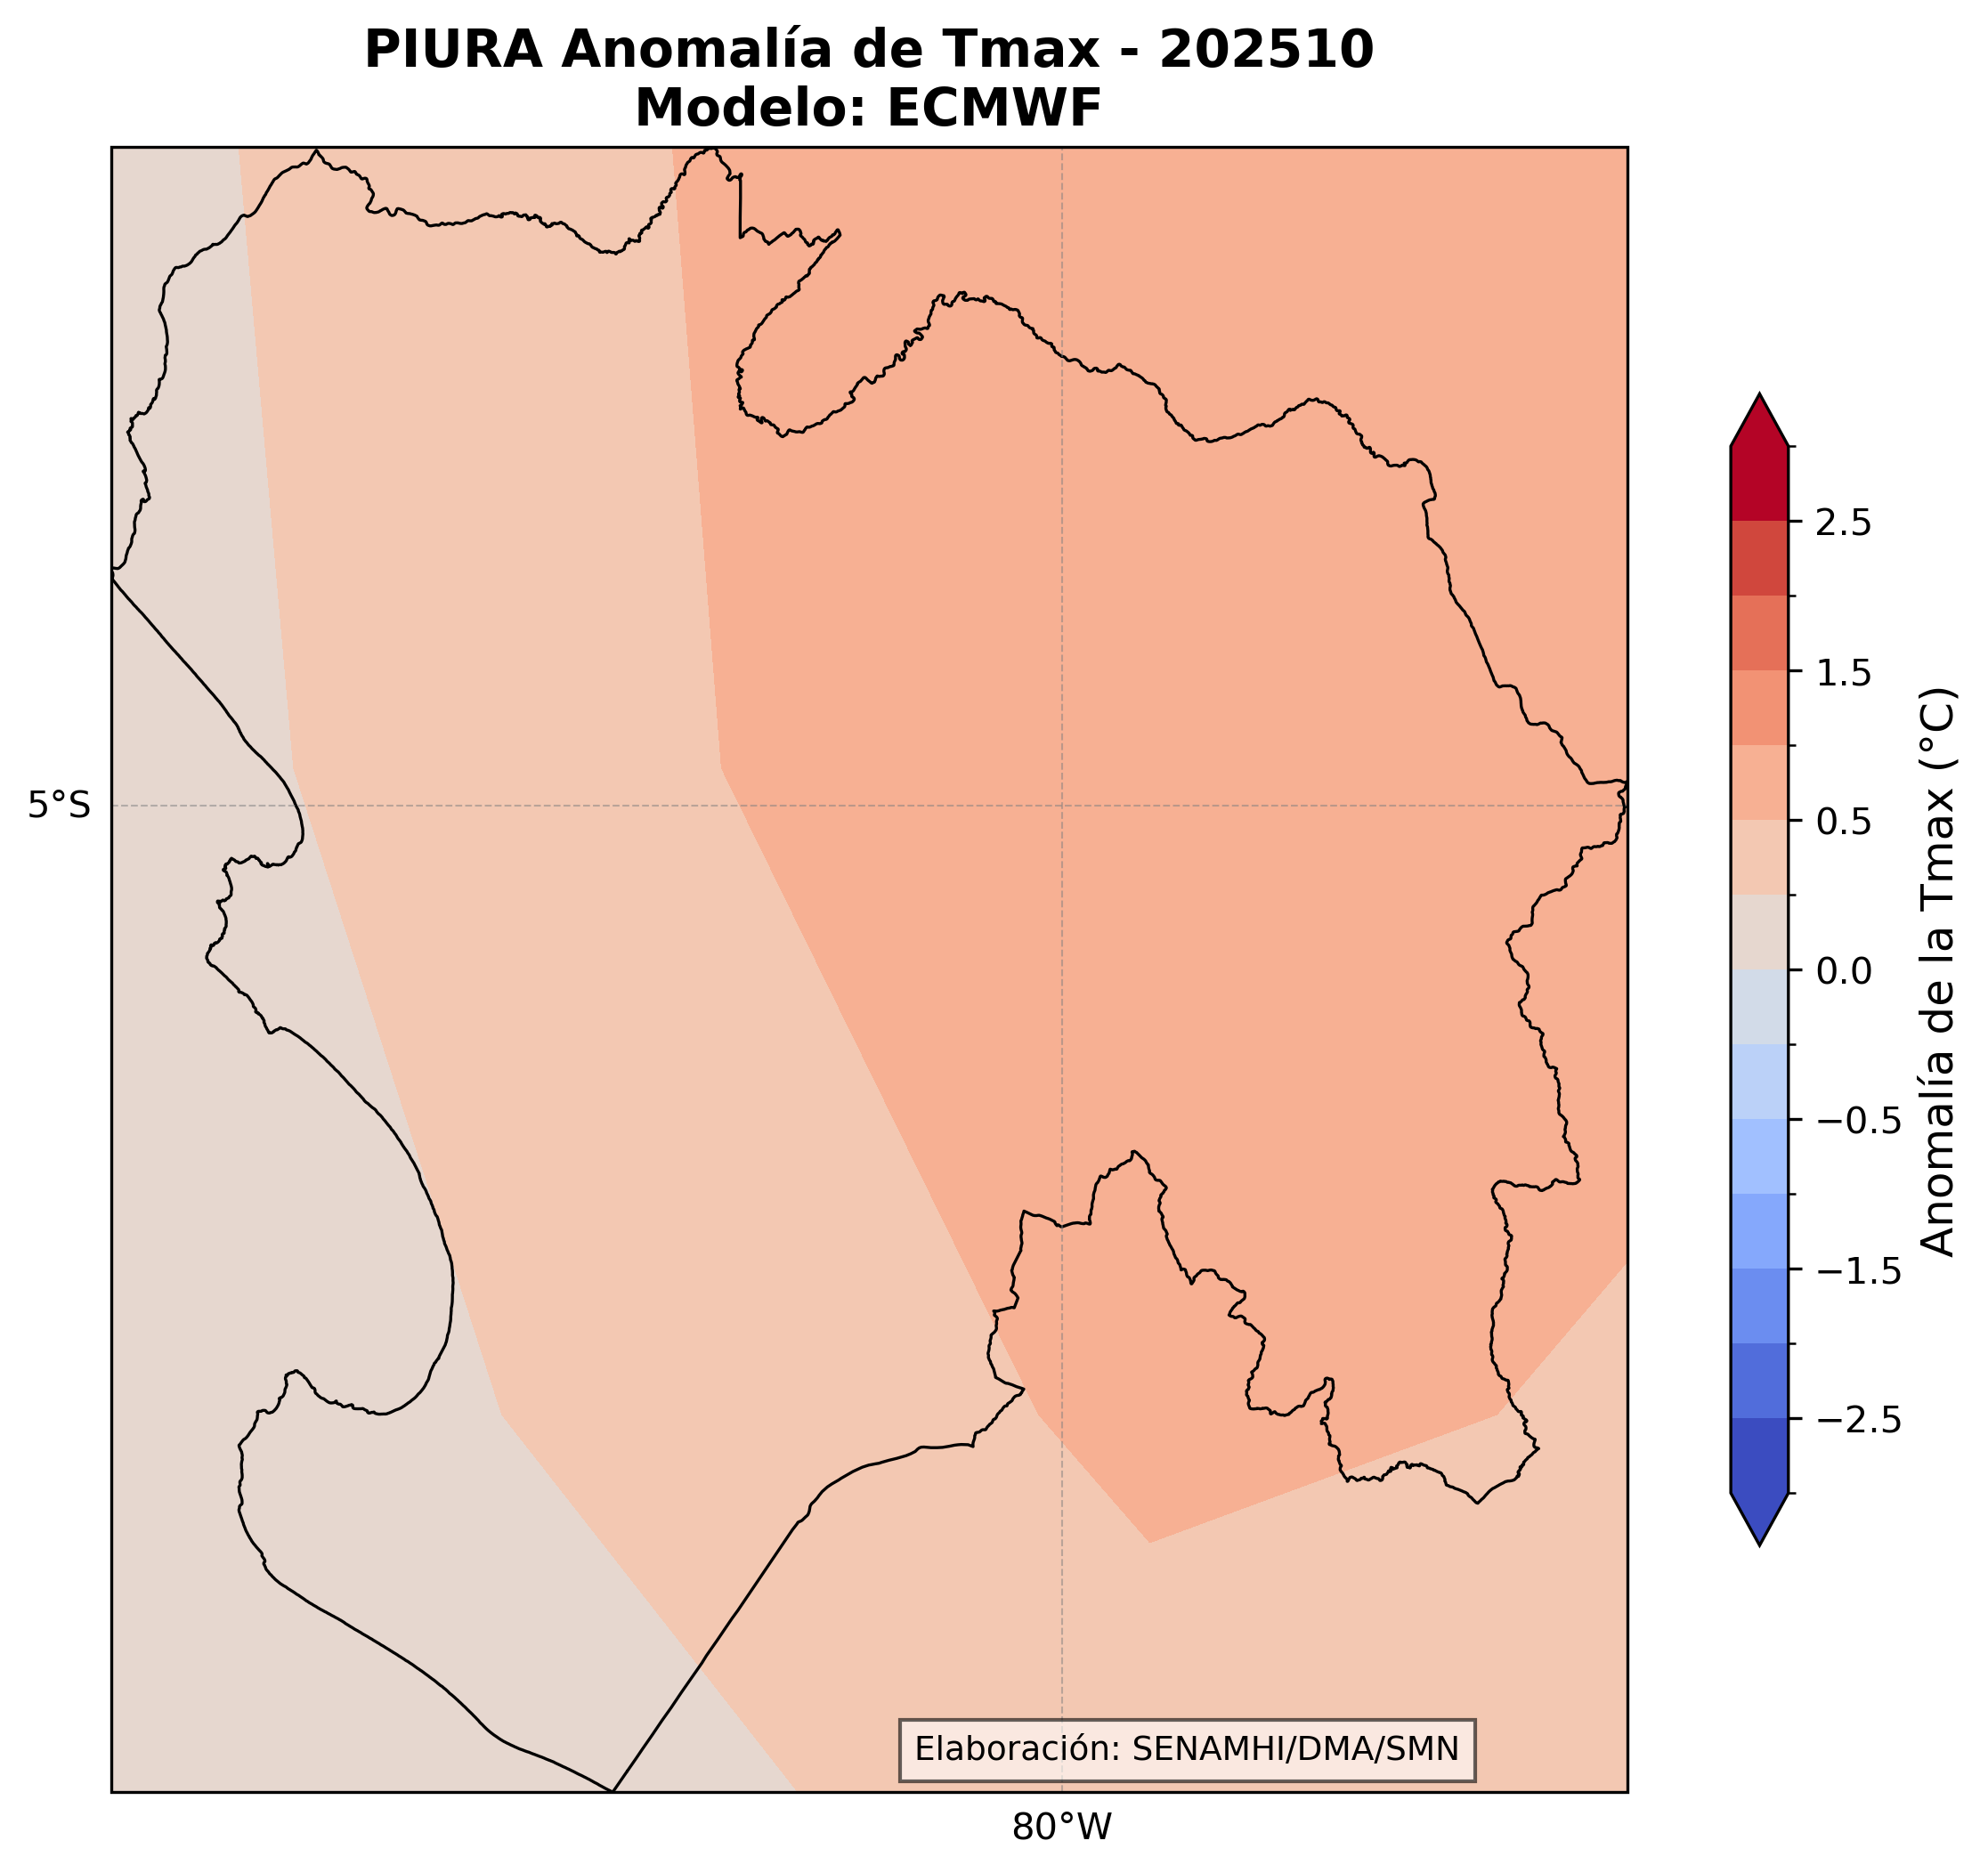 PIURA Anomalía de Tmax - 202510
Modelo: ECMWF
5°S
80°W
Elaboración: SENAMHI/DMA/SMN
2.5
1.5
0.5
0.0
−0.5
−1.5
−2.5
Anomalía de la Tmax (°C)